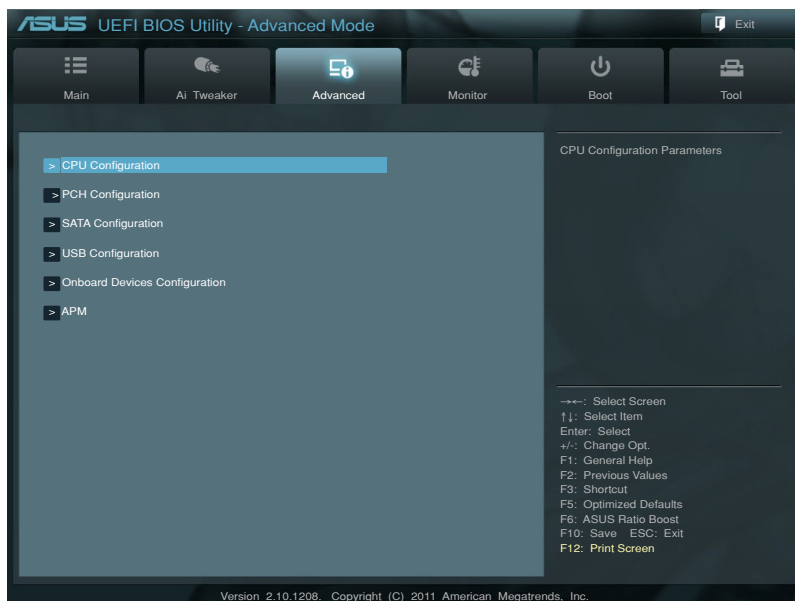 ASUS UEFI BIOS Utility - Advanced Mode
Exit
Main
Ai Tweaker
Advanced
Monitor
Boot
Tool
> CPU Configuration
> PCH Configuration
> SATA Configuration
> USB Configuration
> Onboard Devices Configuration
> APM
CPU Configuration Parameters
→←: Select Screen
↑↓: Select Item
Enter: Select
+/-: Change Opt.
F1: General Help
F2: Previous Values
F3: Shortcut
F5: Optimized Defaults
F6: ASUS Ratio Boost
F10: Save ESC: Exit
F12: Print Screen
Version 2.10.1208. Copyright (C) 2011 American Megatrends, Inc.